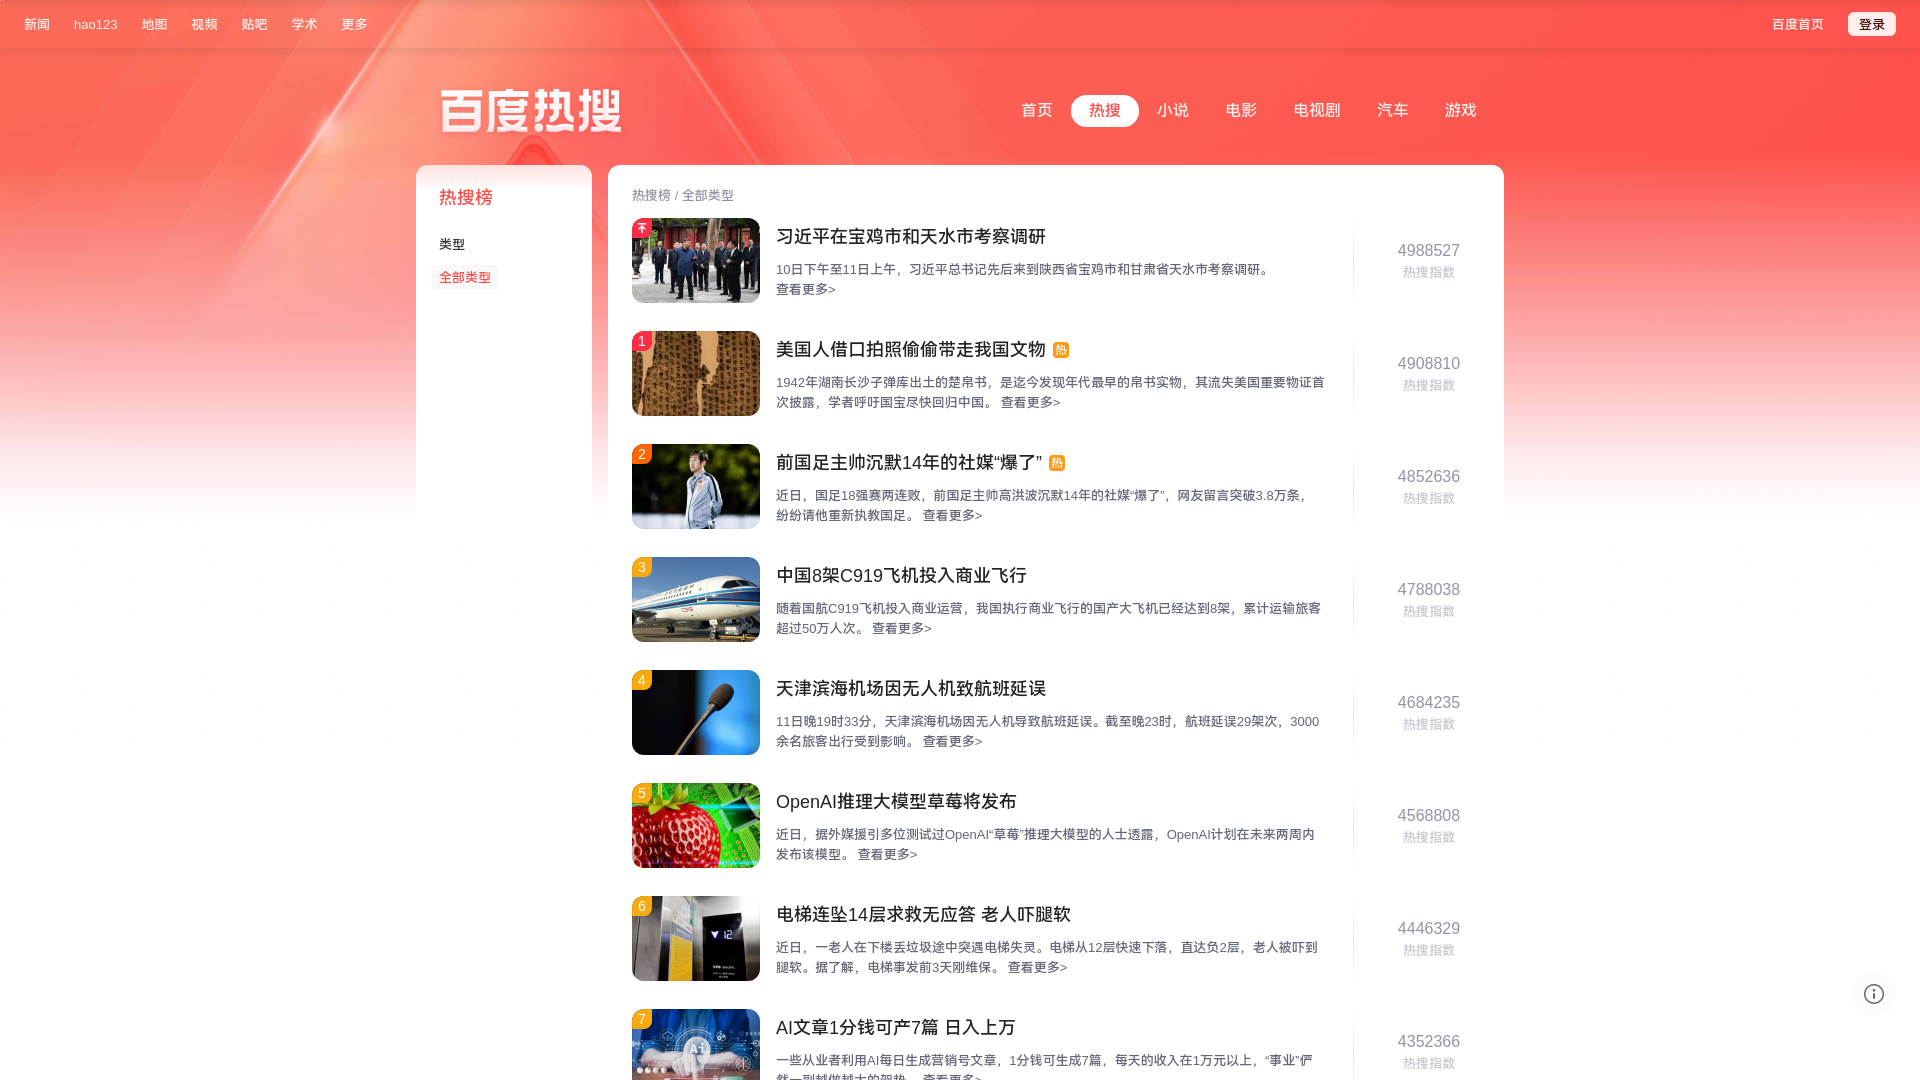 新闻 hao123 地图 视频 贴吧 学术 更多 百度首页 登录
百度热搜
首页 热搜 小说 电影 电视剧 汽车 游戏
热搜榜
类型
全部类型
热搜榜 / 全部类型
习近平在宝鸡市和天水市考察调研
10日下午至11日上午，习近平总书记先后来到陕西省宝鸡市和甘肃省天水市考察调研。
查看更多>
4988527
热搜指数
1
美国人借口拍照偷偷带走我国文物 热
1942年湖南长沙子弹库出土的楚帛书，是迄今发现年代最早的帛书实物，其流失美国重要物证首
次披露，学者呼吁国宝尽快回归中国。 查看更多>
4908810
热搜指数
2
前国足主帅沉默14年的社媒“爆了” 热
近日，国足18强赛两连败，前国足主帅高洪波沉默14年的社媒“爆了”，网友留言突破3.8万条，
纷纷请他重新执教国足。 查看更多>
4852636
热搜指数
3
中国8架C919飞机投入商业飞行
随着国航C919飞机投入商业运营，我国执行商业飞行的国产大飞机已经达到8架，累计运输旅客
超过50万人次。 查看更多>
4788038
热搜指数
4
天津滨海机场因无人机致航班延误
11日晚19时33分，天津滨海机场因无人机导致航班延误。截至晚23时，航班延误29架次，3000
余名旅客出行受到影响。 查看更多>
4684235
热搜指数
5
OpenAI推理大模型草莓将发布
近日，据外媒援引多位测试过OpenAI“草莓”推理大模型的人士透露，OpenAI计划在未来两周内
发布该模型。 查看更多>
4568808
热搜指数
6
12
电梯连坠14层求救无应答 老人吓腿软
近日，一老人在下楼丢垃圾途中突遇电梯失灵。电梯从12层快速下落，直达负2层，老人被吓到
腿软。据了解，电梯事发前3天刚维保。 查看更多>
4446329
热搜指数
7
Ai
AI文章1分钱可产7篇 日入上万
一些从业者利用AI每日生成营销号文章，1分钱可生成7篇，每天的收入在1万元以上，“事业”俨
然一副越做越大的架势。 查看更多>
4352366
热搜指数